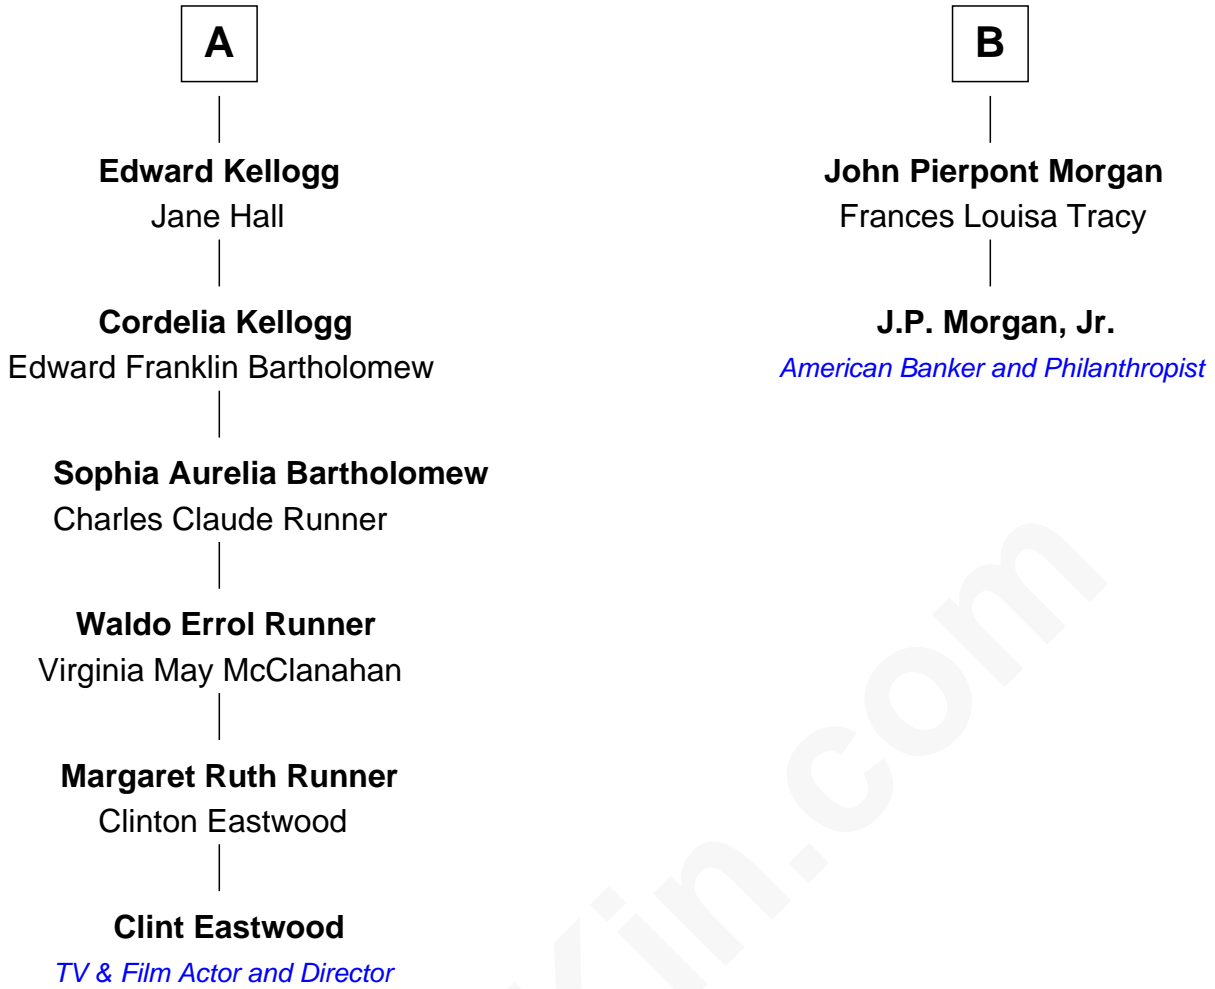 A
Edward Kellogg
Jane Hall
Cordelia Kellogg
Edward Franklin Bartholomew
Sophia Aurelia Bartholomew
Charles Claude Runner
Waldo Errol Runner
Virginia May McClanahan
Margaret Ruth Runner
Clinton Eastwood
Clint Eastwood
TV & Film Actor and Director
B
John Pierpont Morgan
Frances Louisa Tracy
J.P. Morgan, Jr.
American Banker and Philanthropist
Kin.com